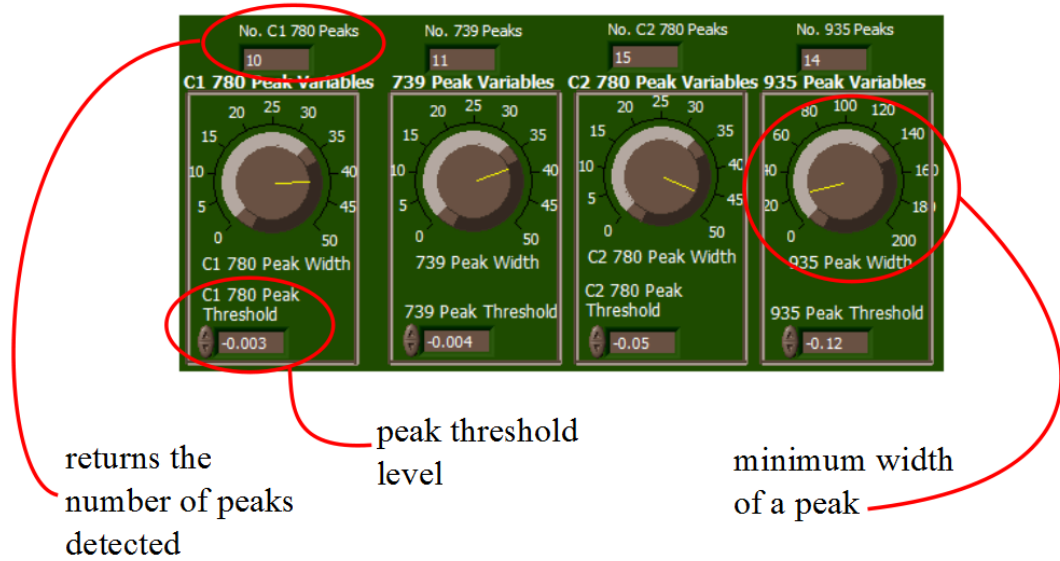 No. C1 780 Peaks
10
C1 780 Peak Variables
0 5 10 15 20 25 30 35 40 45 50
C1 780 Peak Width
C1 780 Peak
Threshold
-0.003
No. 739 Peaks
11
739 Peak Variables
0 5 10 15 20 25 30 35 40 45 50
739 Peak Width
739 Peak Threshold
-0.004
No. C2 780 Peaks
15
C2 780 Peak Variables
0 5 10 15 20 25 30 35 40 45 50
C2 780 Peak Width
C2 780 Peak
Threshold
-0.05
No. 935 Peaks
14
935 Peak Variables
0 20 40 60 80 100 120 140 160 180 200
935 Peak Width
935 Peak Threshold
-0.12
returns the
number of peaks
detected
peak threshold
level
minimum width
of a peak